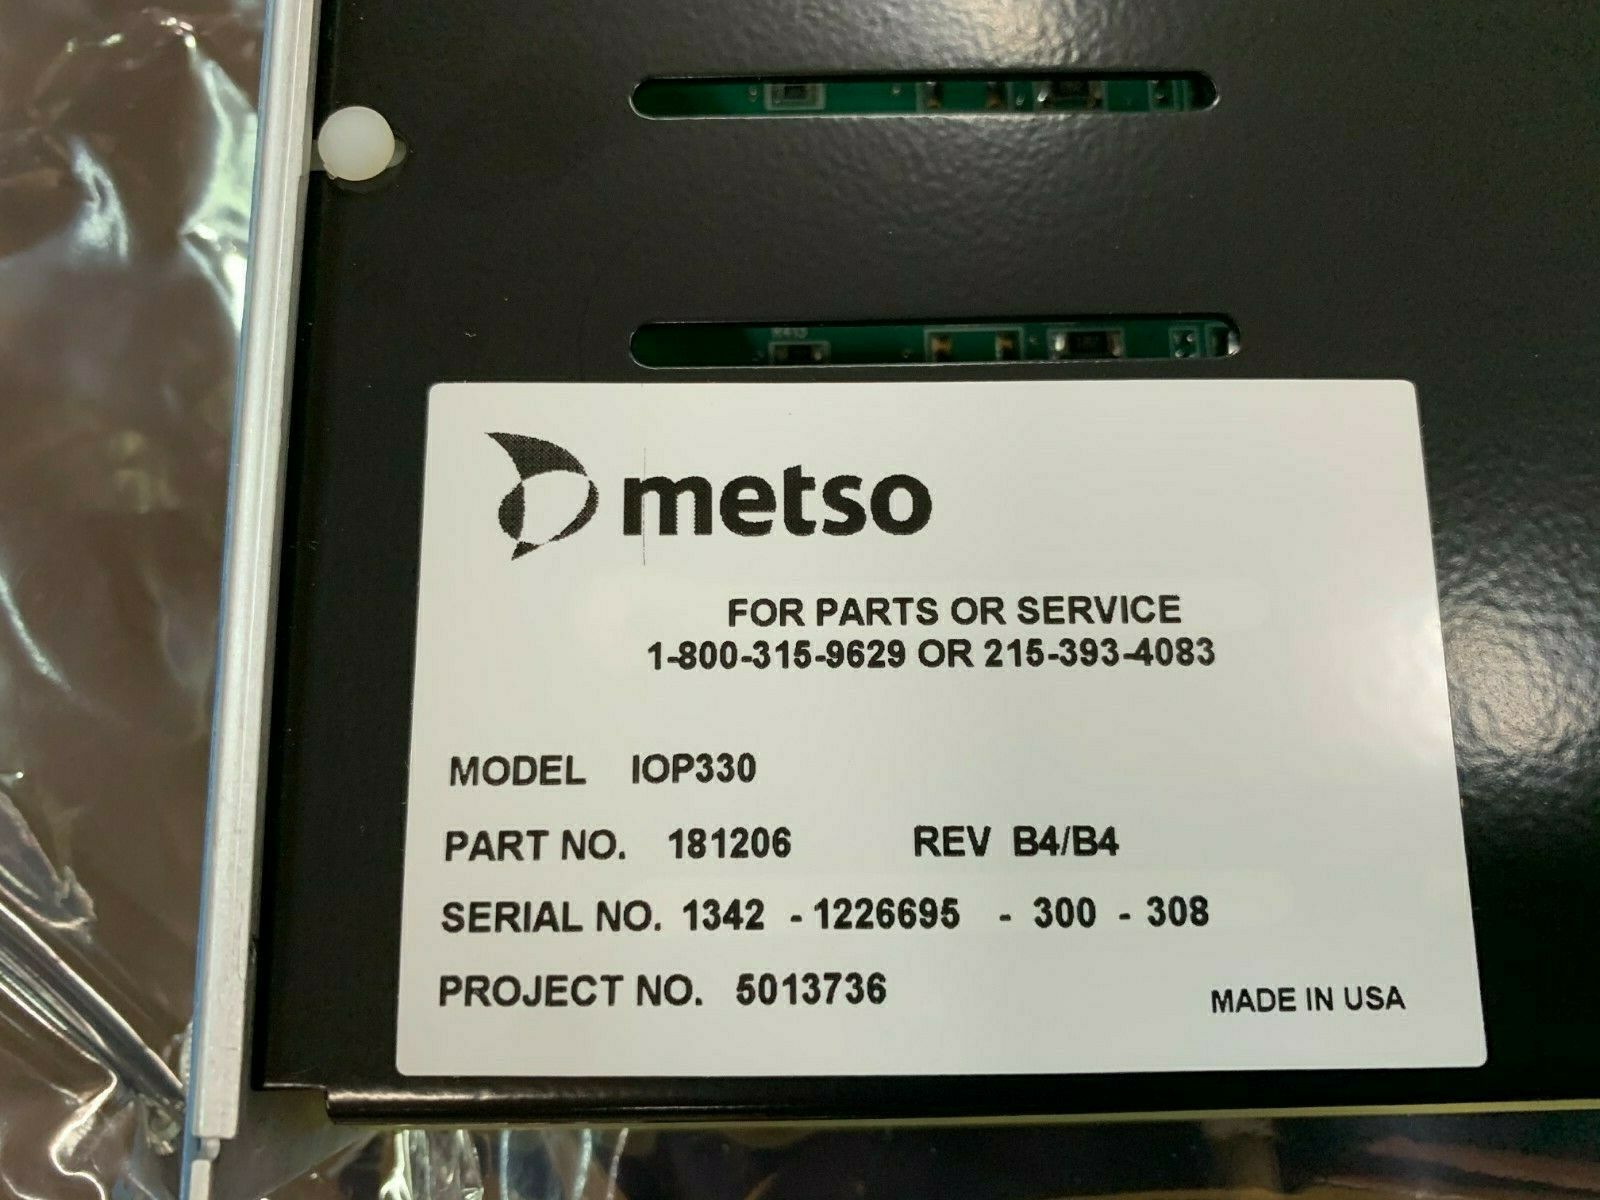 metso
FOR PARTS OR SERVICE
1-800-315-9629 OR 215-393-4083
MODEL IOP330
PART NO. 181206 REV B4/B4
SERIAL NO. 1342 - 1226695 - 300 - 308
PROJECT NO. 5013736
MADE IN USA